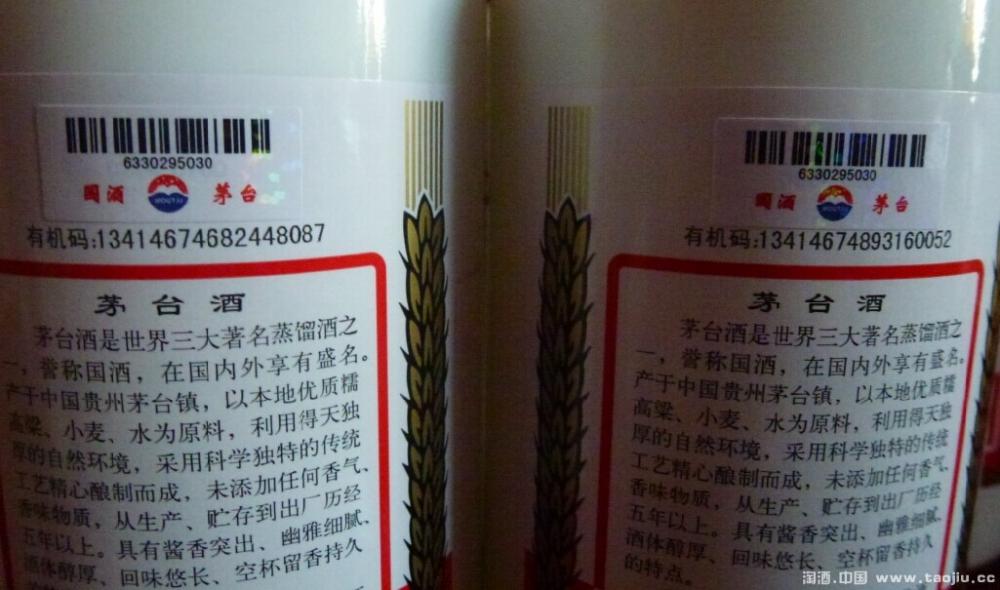 6330295030
國酒 茅台
MOUTAI
有机码:13414674682448087
茅台酒
茅台酒是世界三大著名蒸馏酒之
一，誉称国酒，在国内外享有盛名。
产于中国贵州茅台镇，以本地优质糯
高粱、小麦、水为原料，利用得天独
厚的自然环境，采用科学独特的传统
工艺精心酿制而成，未添加任何香气、
香味物质，从生产、贮存到出厂历经
五年以上。具有酱香突出、幽雅细腻、
酒体醇厚、回味悠长、空杯留香持久
6330295030
國酒 茅台
MOUTAI
有机码:13414674893160052
茅台酒
茅台酒是世界三大著名蒸馏酒之
一，誉称国酒，在国内外享有盛名。
产于中国贵州茅台镇，以本地优质糯
高粱、小麦、水为原料，利用得天独
厚的自然环境，采用科学独特的传统
工艺精心酿制而成，未添加任何香气、
香味物质，从生产、贮存到出厂历经
五年以上。具有酱香突出、幽雅细腻、
酒体醇厚、回味悠长、空杯留香持久
的特点。
淘酒.中国 www.taojiu.cc